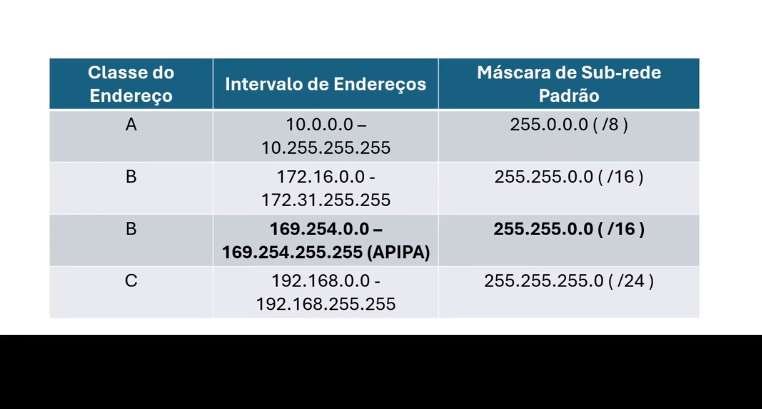 Classe do
Endereço
Intervalo de Endereços
Máscara de Sub-rede
Padrão
A
10.0.0.0 –
10.255.255.255
255.0.0.0 ( /8 )
B
172.16.0.0 -
172.31.255.255
255.255.0.0 ( /16 )
B
169.254.0.0 –
169.254.255.255 (APIPA)
255.255.0.0 ( /16 )
C
192.168.0.0 -
192.168.255.255
255.255.255.0 ( /24 )